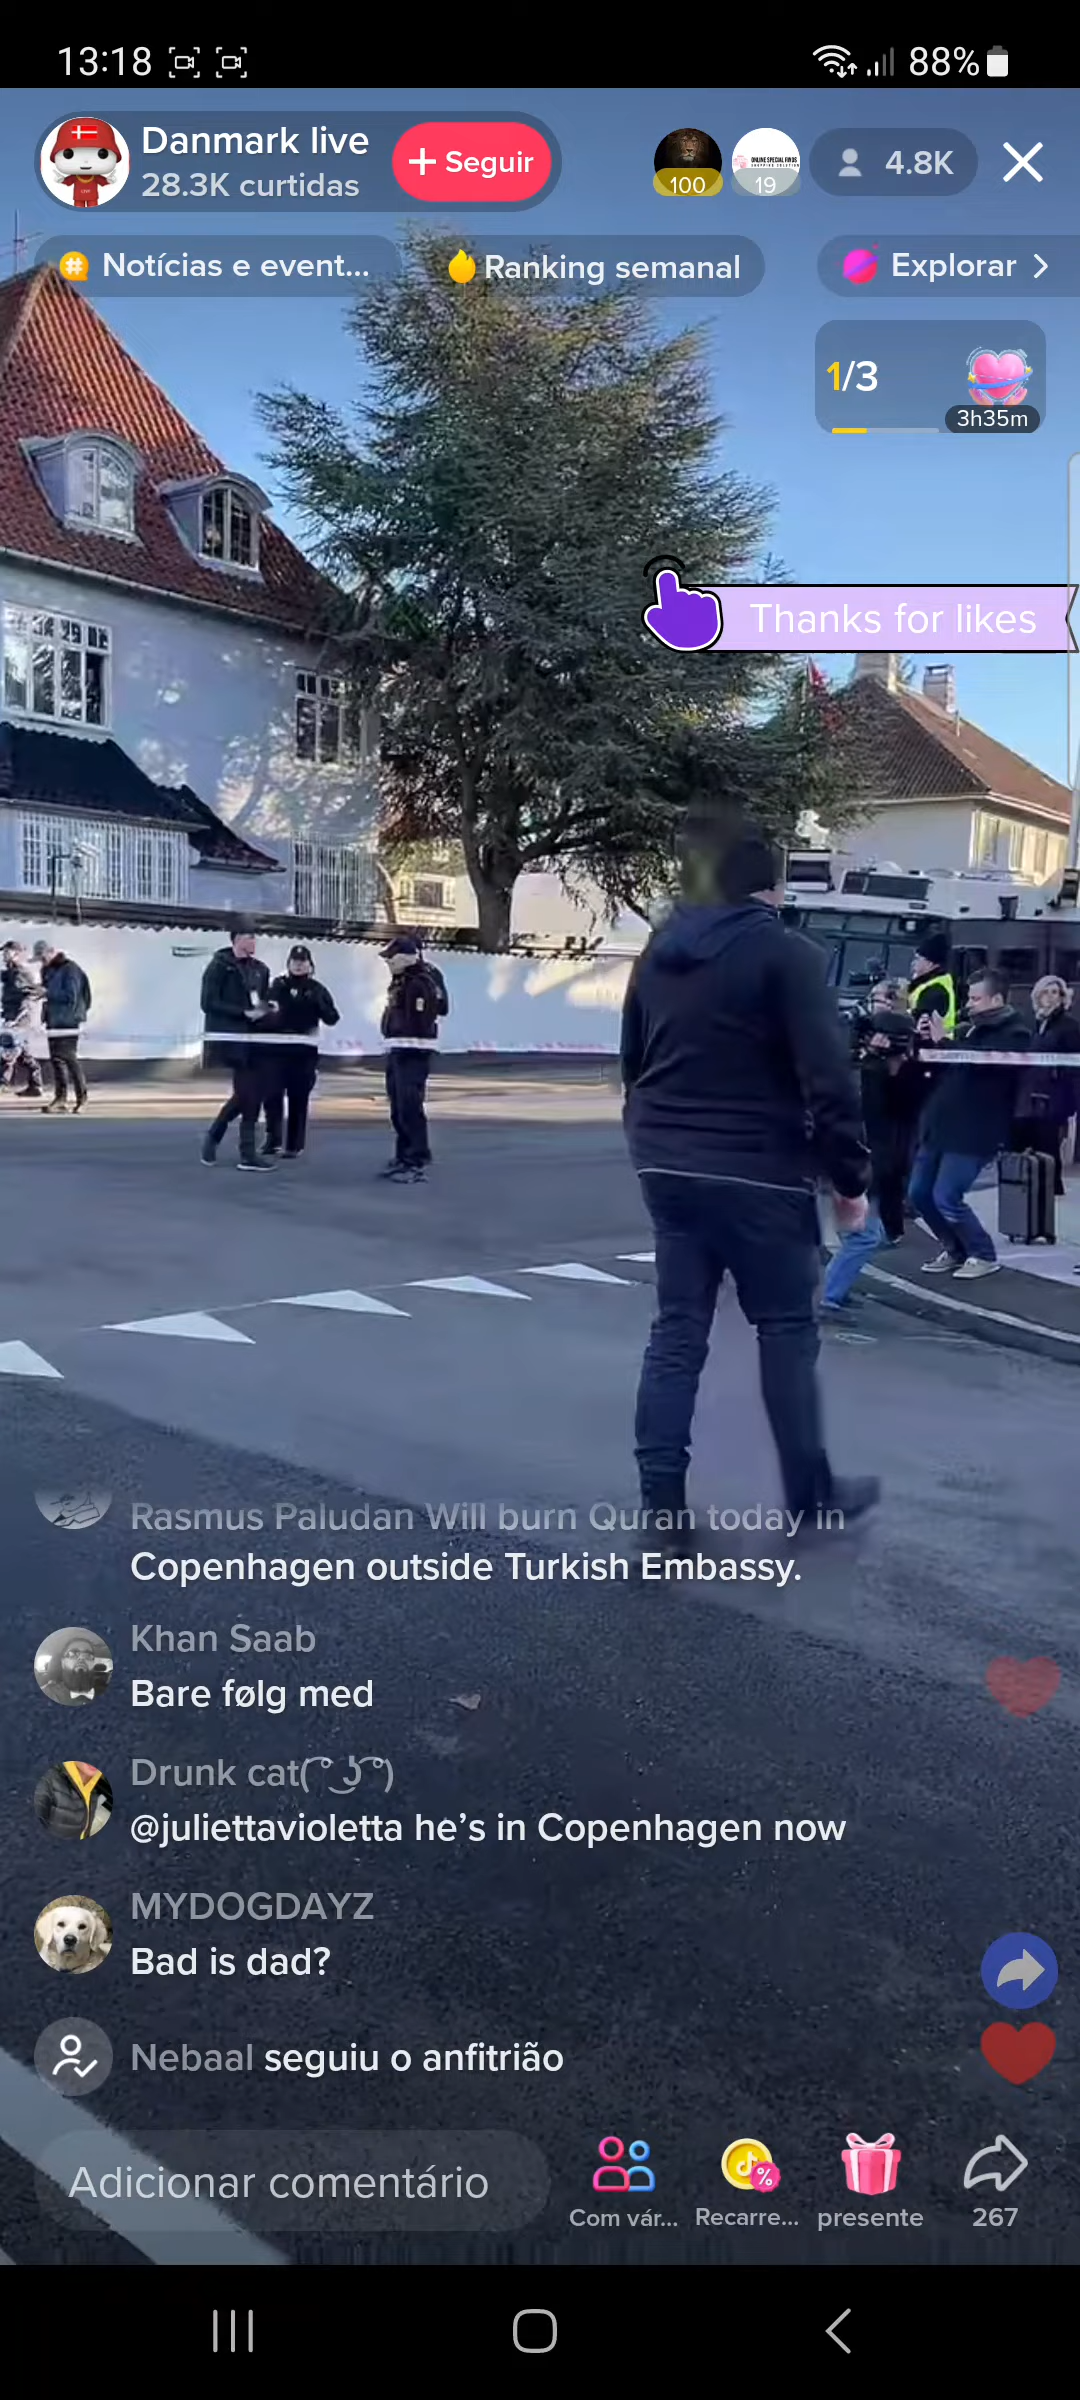 13:18
88%
Danmark live
28.3K curtidas
+ Seguir
100
ONLINE SPECIAL
19
4.8K
Notícias e event...
Ranking semanal
Explorar >
1/3
3h35m
Thanks for likes
Rasmus Paludan Will burn Quran today in
Copenhagen outside Turkish Embassy.
Khan Saab
Bare følg med
Drunk cat( ͡° ͜ʖ ͡°)
@juliettavioletta he's in Copenhagen now
MYDOGDAYZ
Bad is dad?
Nebaal seguiu o anfitrião
Adicionar comentário
Com vár...
Recarre...
presente
267